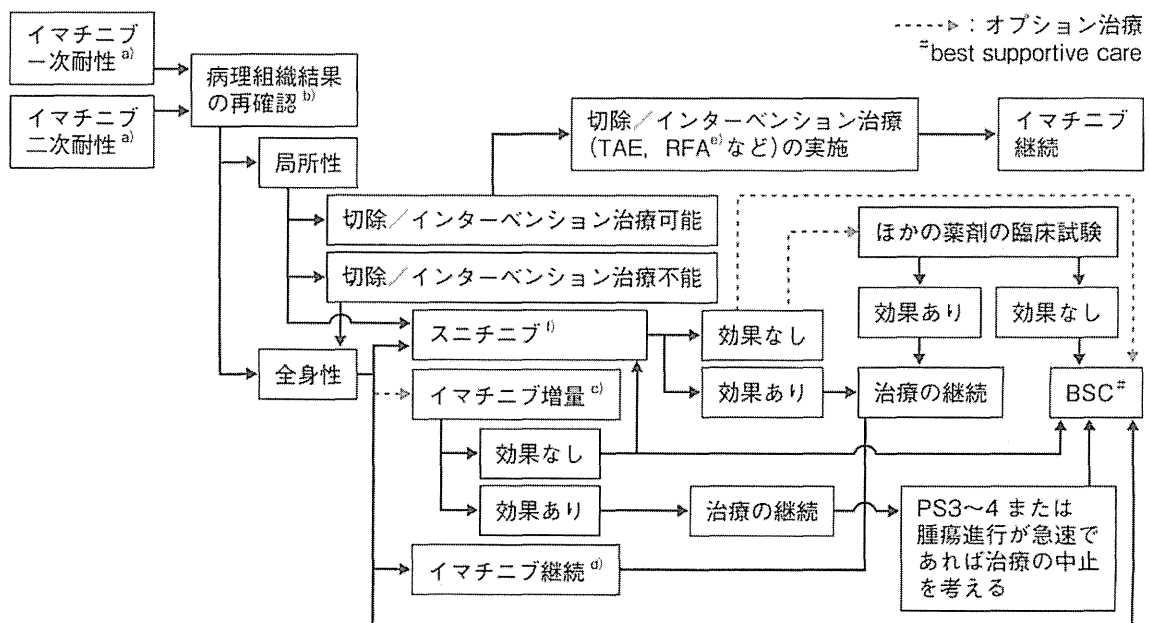 イマチニブ
一次耐性 a)
イマチニブ
二次耐性 a)
病理組織結果
の再確認 b)
------▶：オプション治療
#best supportive care
切除／インターベンション治療
(TAE, RFA e)など)の実施
イマチニブ
継続
局所性
切除／インターベンション治療可能
切除／インターベンション治療不能
ほかの薬剤の臨床試験
効果あり
効果なし
スニチニブ f)
効果なし
全身性
イマチニブ増量 c)
効果あり
治療の継続
BSC#
効果なし
効果あり
治療の継続
PS3〜4 または
腫瘍進行が急速で
あれば治療の中止
を考える
イマチニブ継続 d)